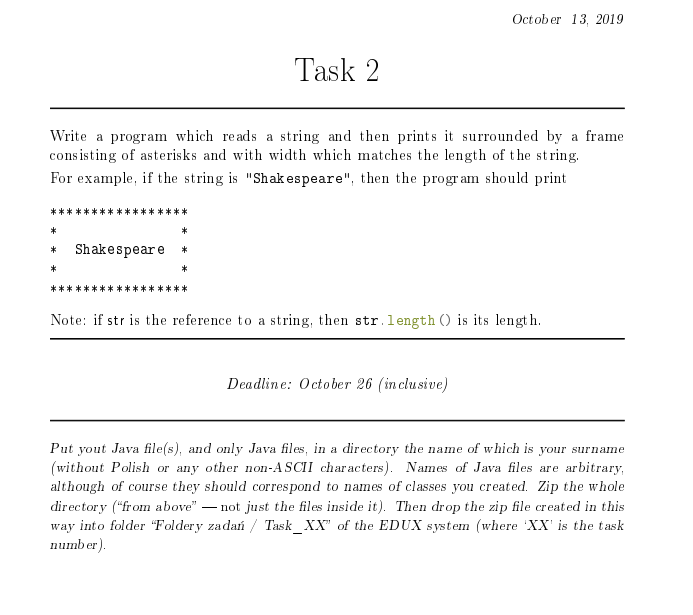 October 13, 2019
Task 2
Write a program which reads a string and then prints it surrounded by a frame
consisting of asterisks and with width which matches the length of the string.
For example, if the string is "Shakespeare", then the program should print
*****************
*               *
*  Shakespeare  *
*               *
*****************
Note: if str is the reference to a string, then str.length() is its length.
Deadline: October 26 (inclusive)
Put yout Java file(s), and only Java files, in a directory the name of which is your surname
(without Polish or any other non-ASCII characters). Names of Java files are arbitrary,
although of course they should correspond to names of classes you created. Zip the whole
directory (“from above” — not just the files inside it). Then drop the zip file created in this
way into folder “Foldery zadań / Task_XX” of the EDUX system (where ‘XX’ is the task
number).